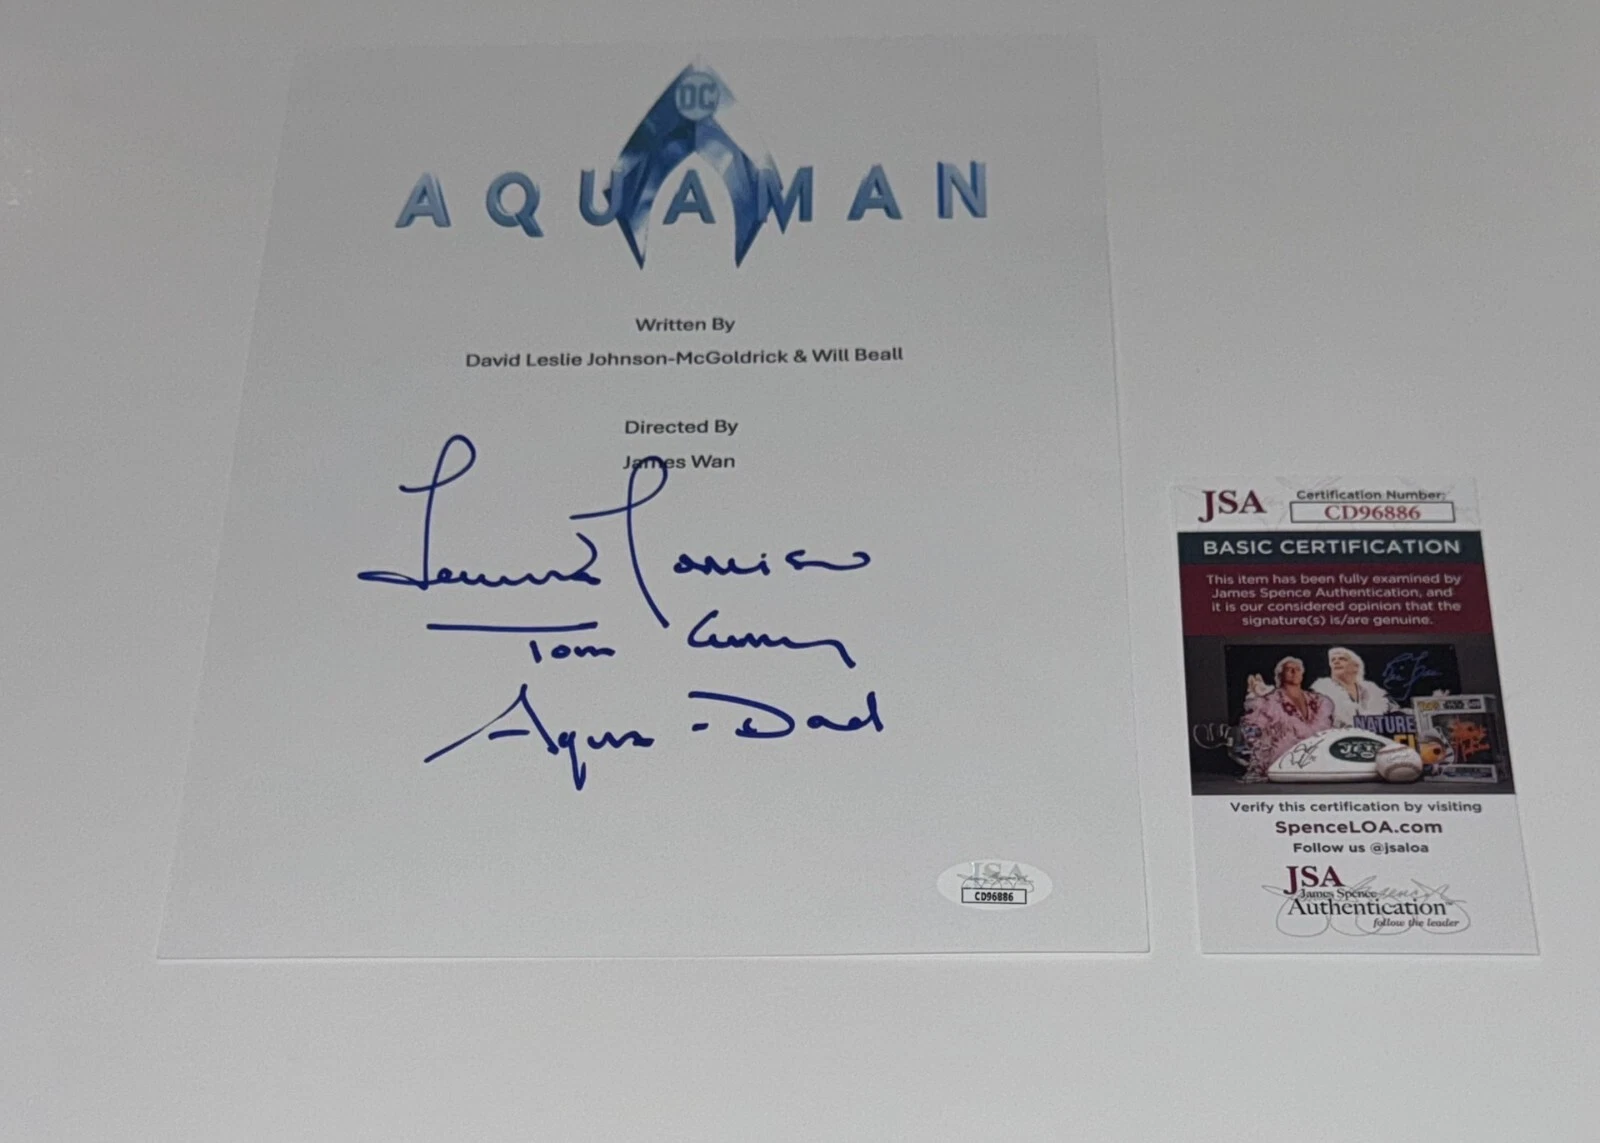 DC
AQUAMAN
Written By
David Leslie Johnson-McGoldrick & Will Beall
Directed By
James Wan
Temuera Morrison
Tom Curry
Aqua-Dad
JSA
CD96886
JSA
Certification Number:
CD96886
BASIC CERTIFICATION
This item has been fully examined by
James Spence Authentication, and
it is our considered opinion that the
signature(s) is/are genuine.
NATURE
JETS
Verify this certification by visiting
SpenceLOA.com
Follow us @jsaloa
JSA
James Spence
Authentication
follow the leader